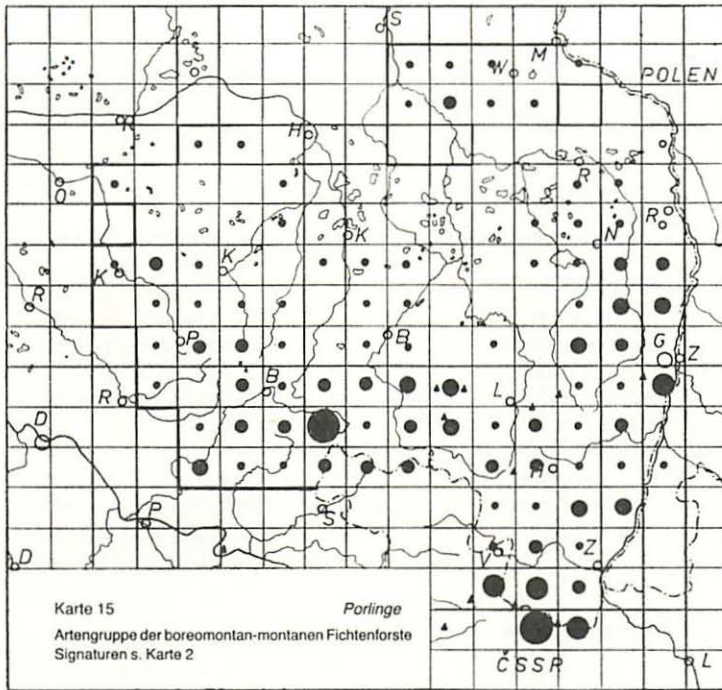 S
M
W
POLEN
H
R
O
R
K
N
K
K
R
P
B
G
Z
B
R
L
D
H
S
P
Z
D
Karte 15 Porlinge
Artengruppe der boreomontan-montanen Fichtenforste
Signaturen s. Karte 2
ČSSR
L